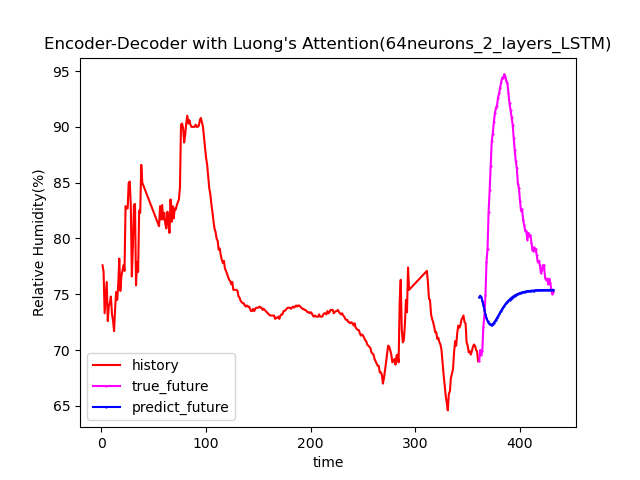 Encoder-Decoder with Luong's Attention(64neurons_2_layers_LSTM)
95
90
85
80
75
70
65
Relative Humidity(%)
history
true_future
predict_future
0 100 200 300 400
time